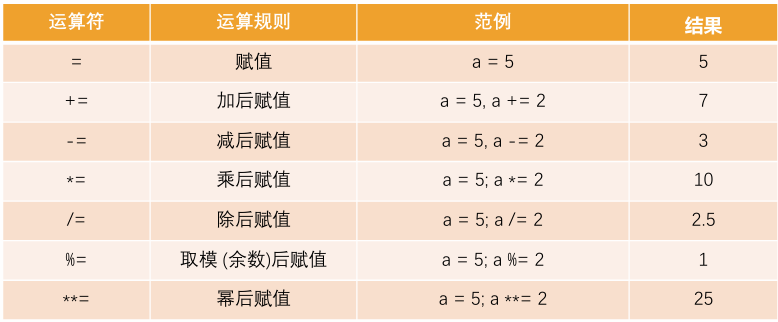 运算符 运算规则 范例 结果
= 赋值 a = 5 5
+= 加后赋值 a = 5, a += 2 7
-= 减后赋值 a = 5, a -= 2 3
*= 乘后赋值 a = 5; a *= 2 10
/= 除后赋值 a = 5; a /= 2 2.5
%= 取模 (余数)后赋值 a = 5; a %= 2 1
**= 幂后赋值 a = 5; a **= 2 25